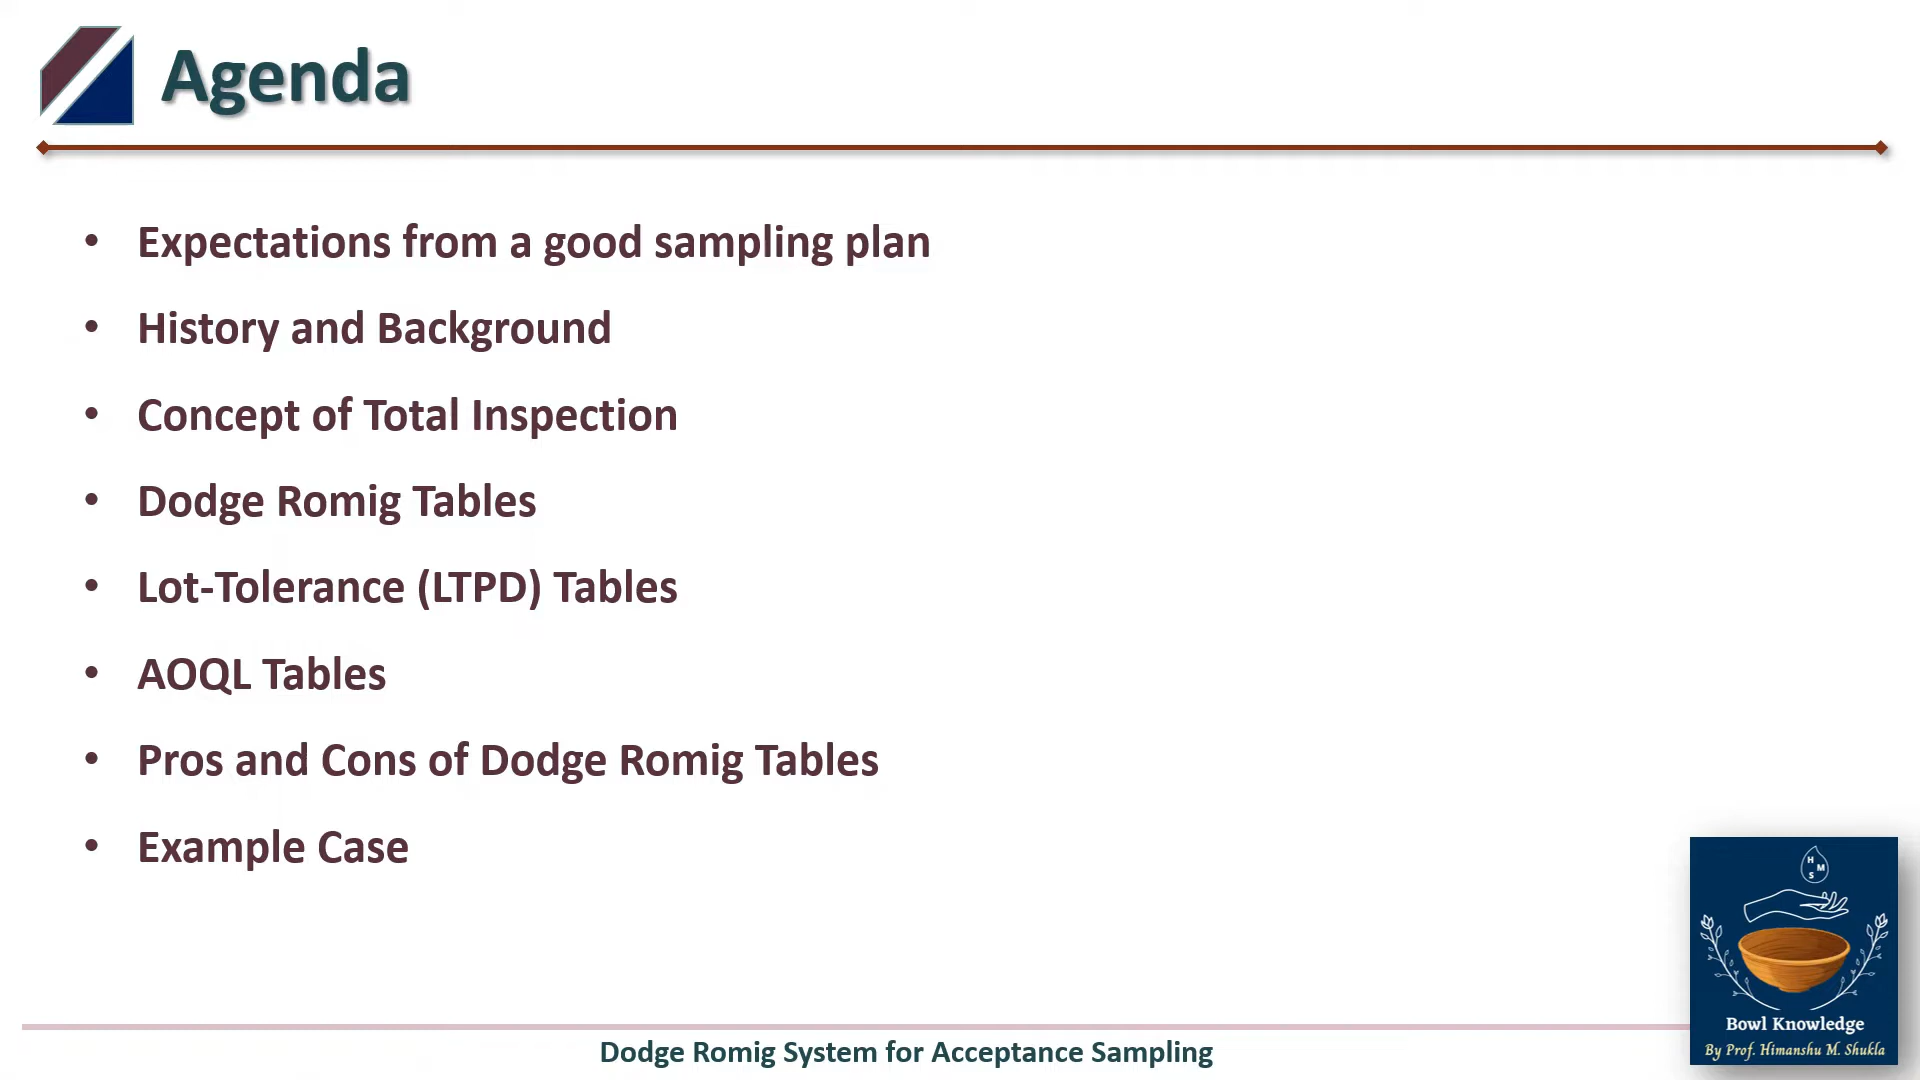 Agenda
• Expectations from a good sampling plan
• History and Background
• Concept of Total Inspection
• Dodge Romig Tables
• Lot-Tolerance (LTPD) Tables
• AOQL Tables
• Pros and Cons of Dodge Romig Tables
• Example Case
H
M
S
Bowl Knowledge
By Prof. Himanshu M. Shukla
Dodge Romig System for Acceptance Sampling